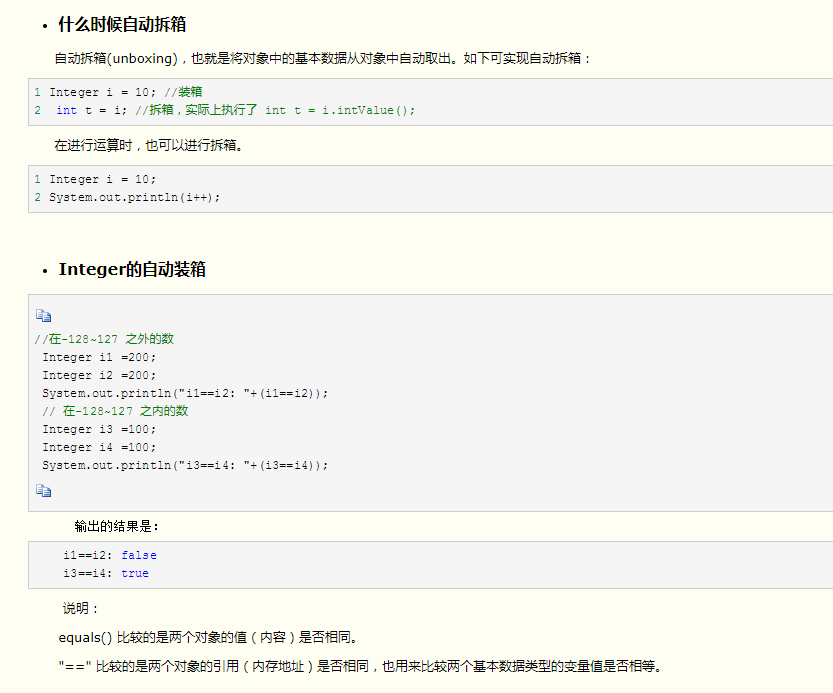 什么时候自动拆箱
自动拆箱(unboxing)，也就是将对象中的基本数据从对象中自动取出。如下可实现自动拆箱：
1 Integer i = 10; //装箱
2  int t = i; //拆箱，实际上执行了 int t = i.intValue();
在进行运算时，也可以进行拆箱。
1 Integer i = 10;
2 System.out.println(i++);
Integer的自动装箱
//在-128~127 之外的数
Integer i1 =200;
Integer i2 =200;
System.out.println("i1==i2: "+(i1==i2));
// 在-128~127 之内的数
Integer i3 =100;
Integer i4 =100;
System.out.println("i3==i4: "+(i3==i4));
输出的结果是：
i1==i2: false
i3==i4: true
说明：
equals() 比较的是两个对象的值（内容）是否相同。
"==" 比较的是两个对象的引用（内存地址）是否相同，也用来比较两个基本数据类型的变量值是否相等。